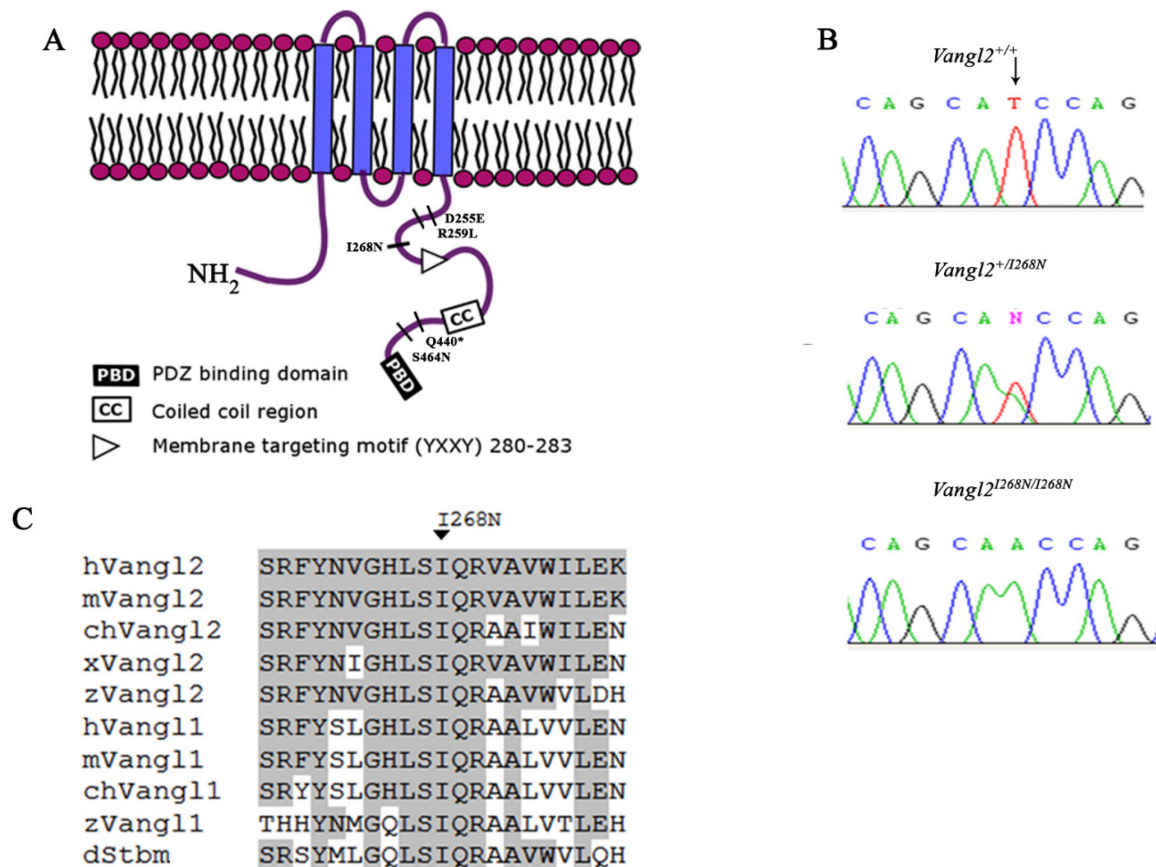 A
D255E
R259L
I268N
NH2
CC
Q440*
S464N
PBD
PBD PDZ binding domain
CC Coiled coil region
Membrane targeting motif (YXXY) 280-283
B
Vangl2+/+
C A G C A T C C A G
Vangl2+/I268N
C A G C A N C C A G
Vangl2I268N/I268N
C A G C A A C C A G
C
I268N
hVangl2 SRFYNVGHLSIQRVAVWILEK
mVangl2 SRFYNVGHLSIQRVAVWILEK
chVangl2 SRFYNVGHLSIQRAAIWILEN
xVangl2 SRFYNIGHLSIQRVAVWILEN
zVangl2 SRFYNVGHLSIQRAAVWVLDH
hVangl1 SRFYSLGHLSIQRAALVVLEN
mVangl1 SRFYSLGHLSIQRAALVVLEN
chVangl1 SRYYSLGHLSIQRAALVVLEN
zVangl1 THHYNMGQLSIQRAALVTLEH
dStbm SRSYMLGQLSIQRAAVWVLQH